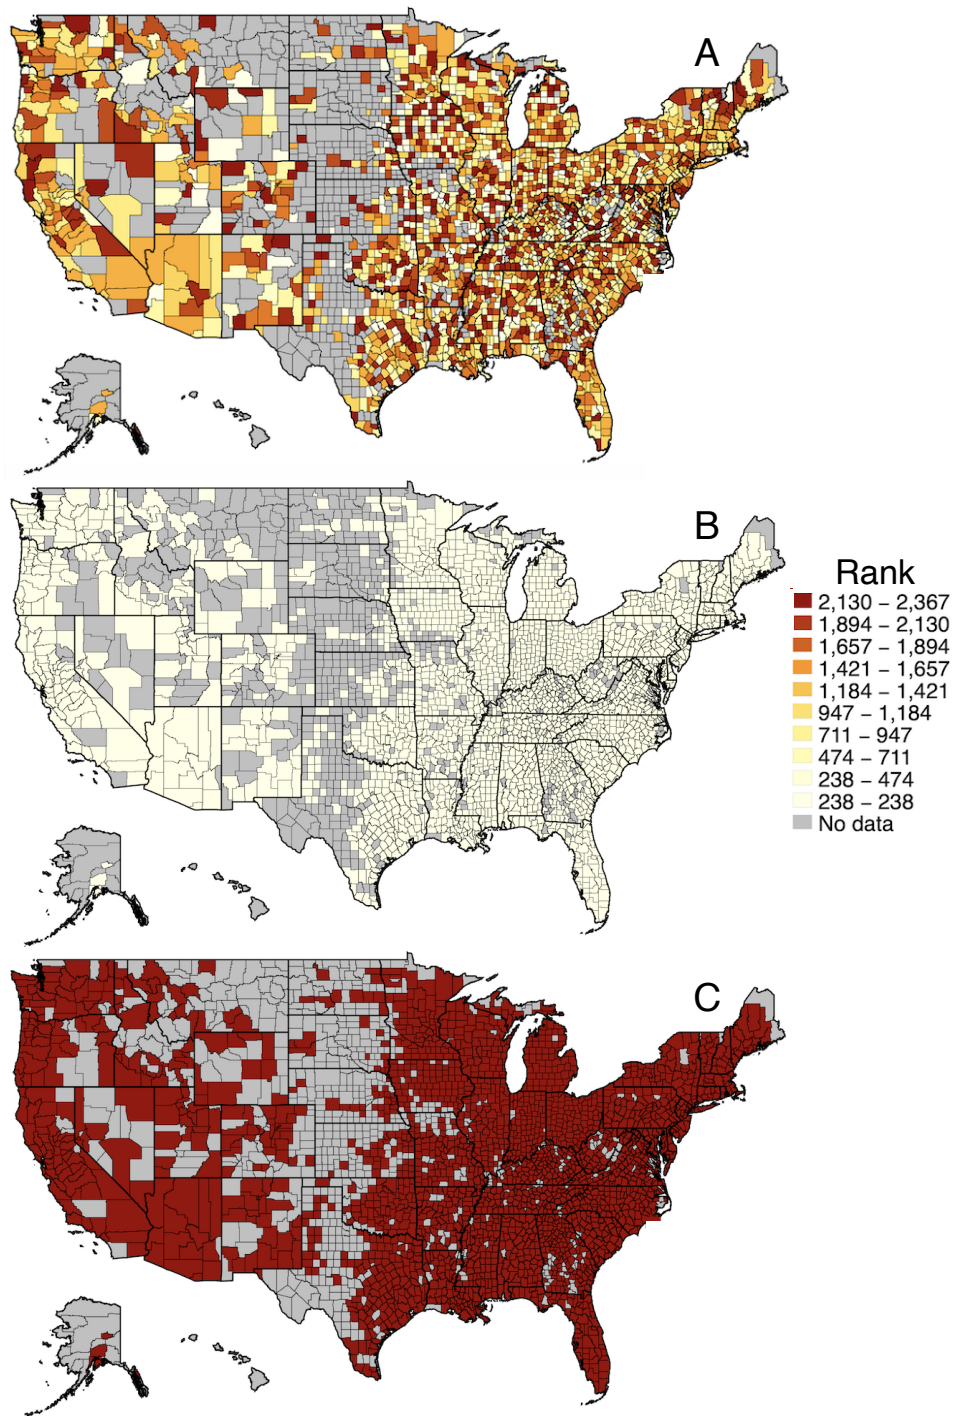 A
B
Rank
2,130 – 2,367
1,894 – 2,130
1,657 – 1,894
1,421 – 1,657
1,184 – 1,421
947 – 1,184
711 – 947
474 – 711
238 – 474
238 – 238
No data
C